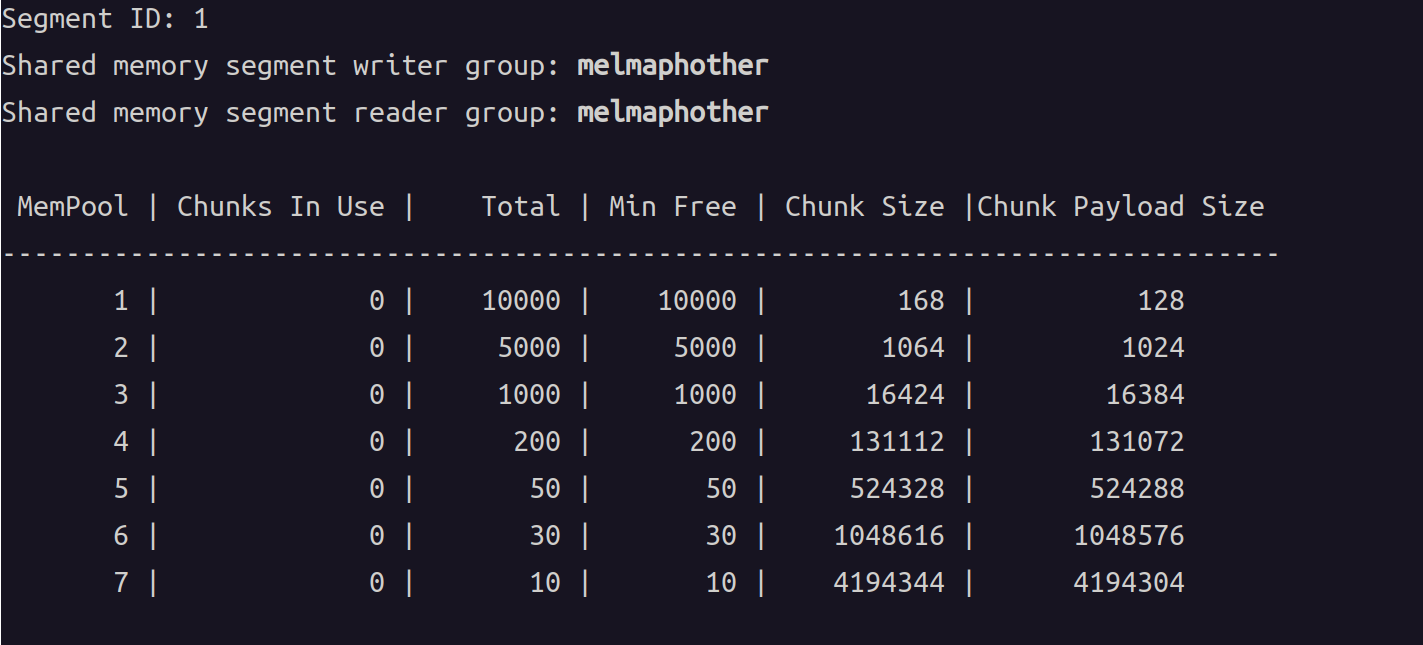 Segment ID: 1
Shared memory segment writer group: melmaphother
Shared memory segment reader group: melmaphother
 MemPool | Chunks In Use |    Total | Min Free | Chunk Size |Chunk Payload Size
--------------------------------------------------------------------------------
       1 |             0 |    10000 |    10000 |        168 |          128
       2 |             0 |     5000 |     5000 |       1064 |         1024
       3 |             0 |     1000 |     1000 |      16424 |        16384
       4 |             0 |      200 |      200 |     131112 |       131072
       5 |             0 |       50 |       50 |     524328 |       524288
       6 |             0 |       30 |       30 |    1048616 |      1048576
       7 |             0 |       10 |       10 |    4194344 |      4194304